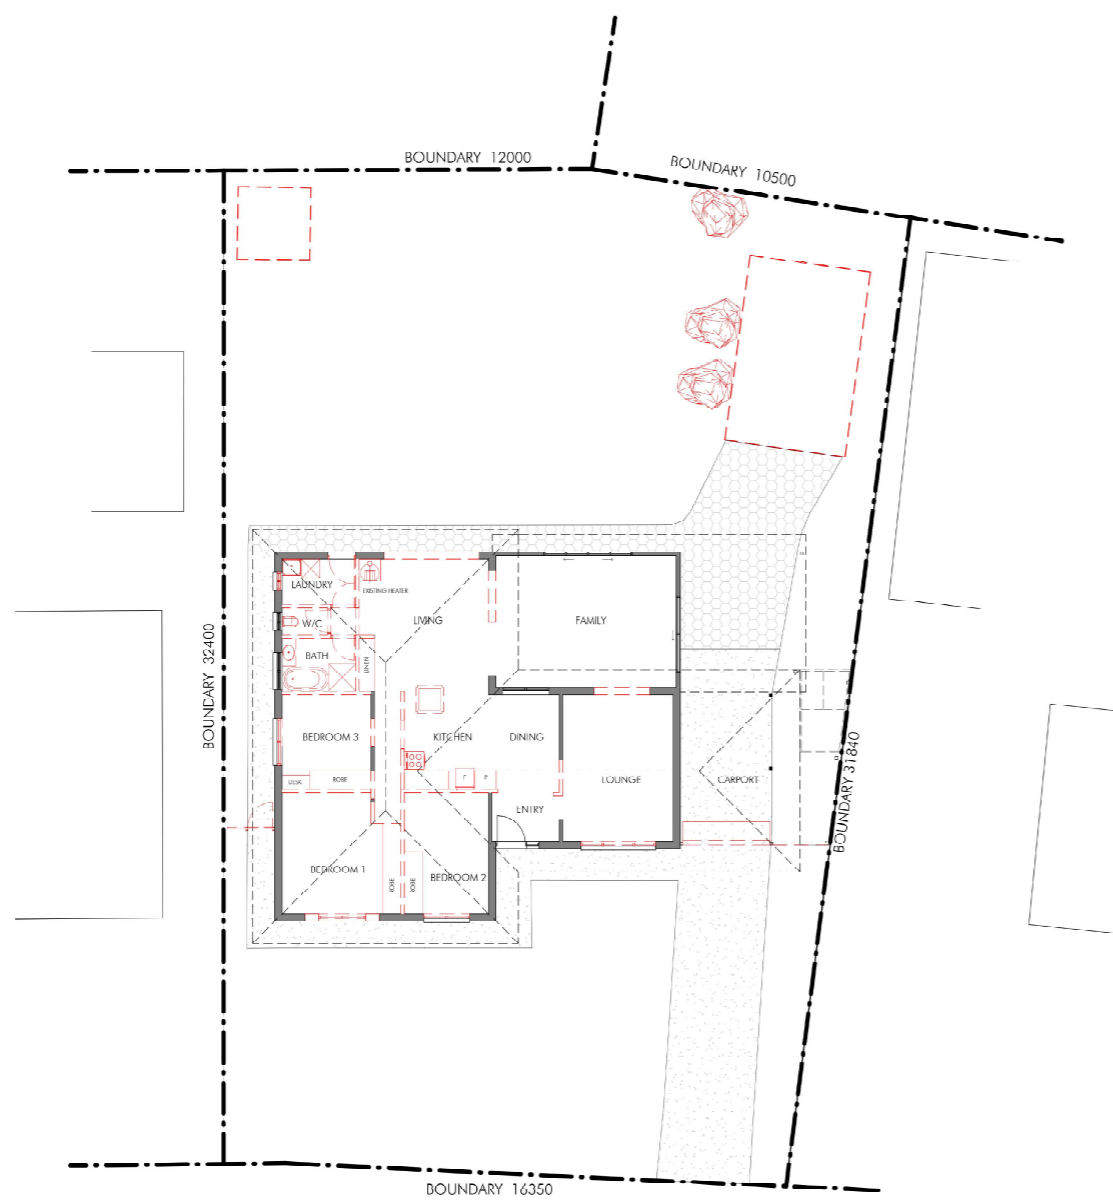 BOUNDARY 12000
BOUNDARY 10500
LAUNDRY
EXISTING HEATER
W/C
LIVING
FAMILY
BATH
LINEN
BOUNDARY 32400
BEDROOM 3
KITCHEN
DINING
DESK
ROBE
F
P
LOUNGE
CARPORT
BOUNDARY 31840
ENTRY
BEDROOM 1
ROBE
ROBE
BEDROOM 2
BOUNDARY 16350